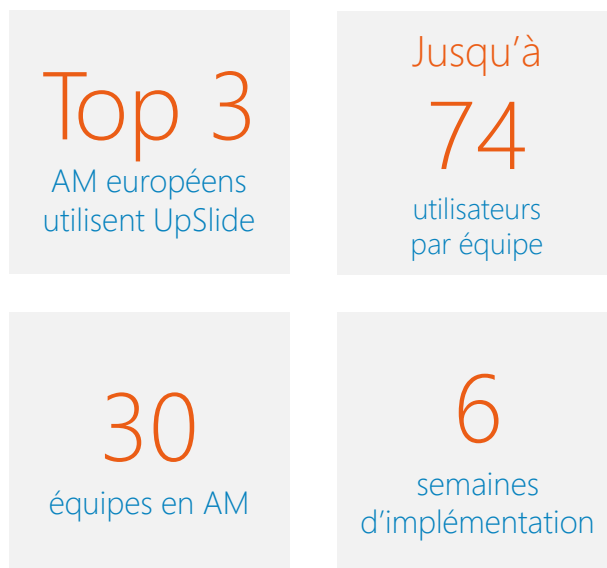 Top 3
AM européens
utilisent UpSlide
Jusqu’à
74
utilisateurs
par équipe
30
équipes en AM
6
semaines
d’implémentation